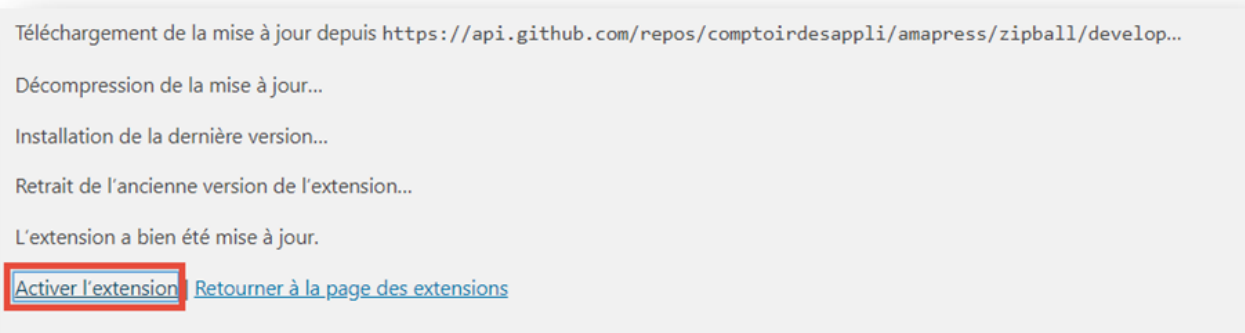 Téléchargement de la mise à jour depuis https://api.github.com/repos/comptoirdesappli/amapress/zipball/develop...
Décompression de la mise à jour...
Installation de la dernière version...
Retrait de l’ancienne version de l’extension...
L’extension a bien été mise à jour.
Activer l’extension | Retourner à la page des extensions